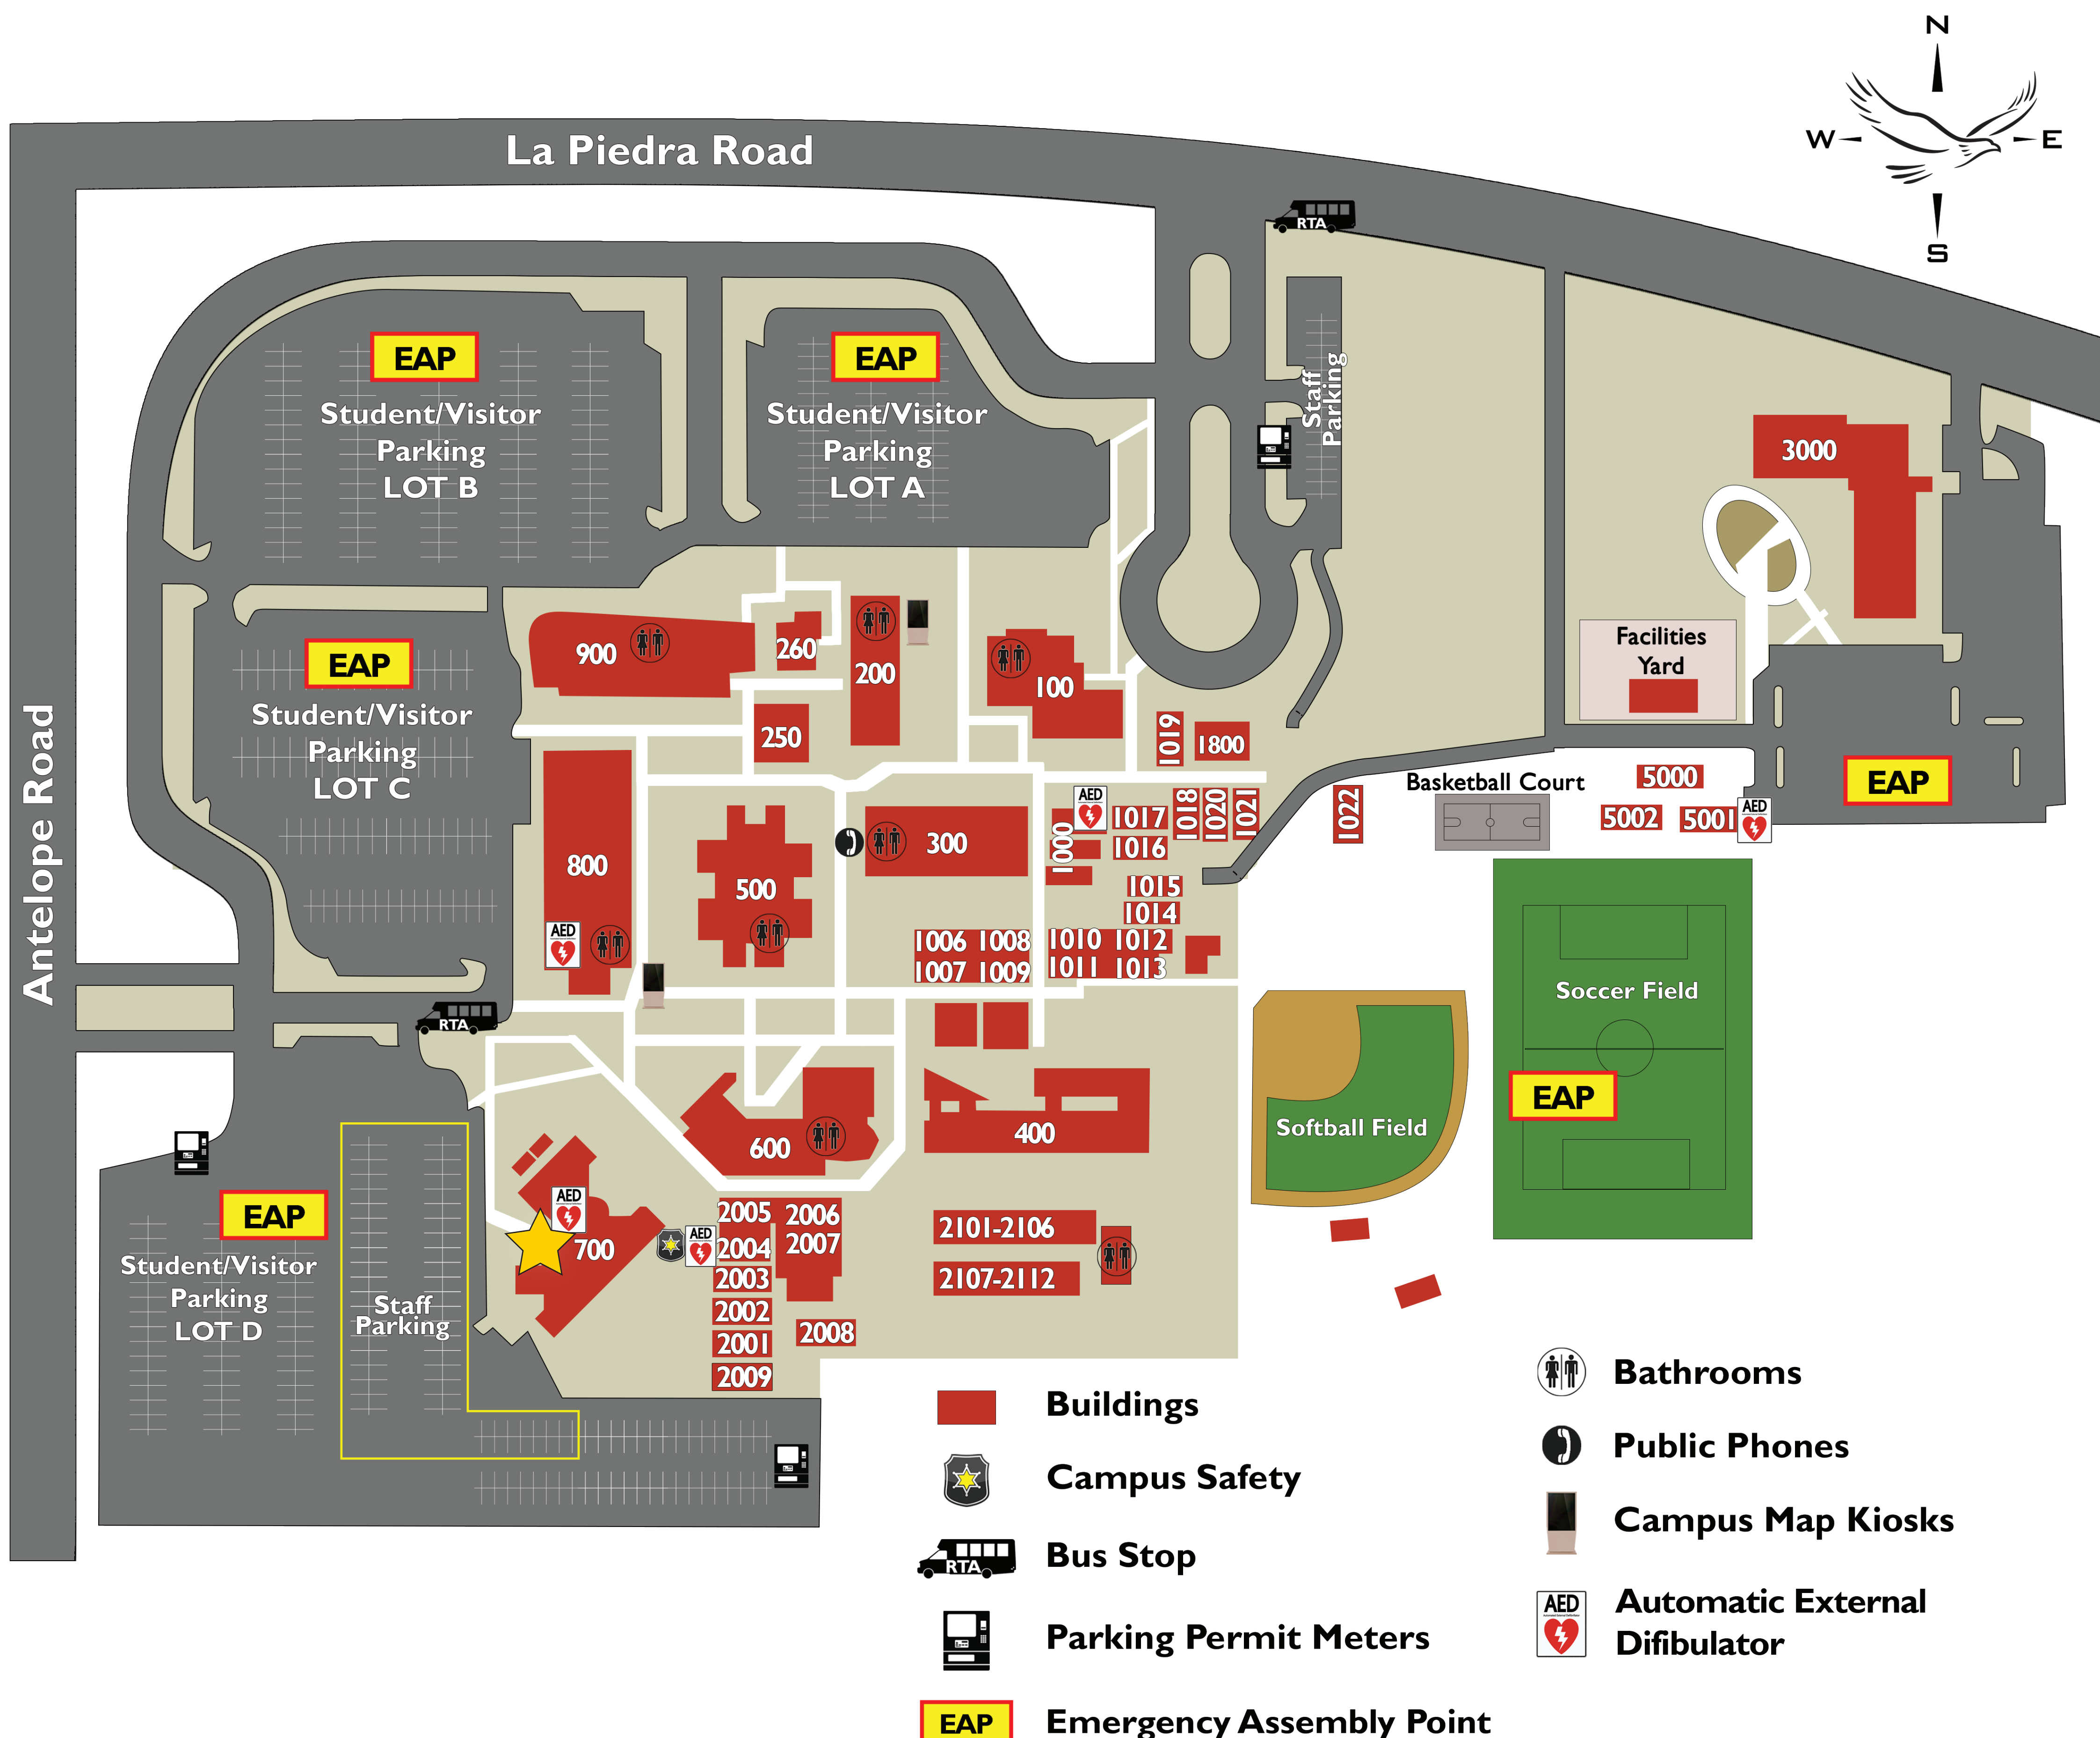 N
W
E
S
La Piedra Road
RTA
EAP
Student/Visitor
Parking
LOT B
EAP
Student/Visitor
Parking
LOT A
Staff
Parking
3000
EAP
Student/Visitor
Parking
LOT C
Antelope Road
900
260
200
100
250
1019
1800
Facilities
Yard
800
500
300
AED
1000
1017
1016
1018
1020
1021
1022
Basketball Court
5000
5002
5001
AED
EAP
1015
1014
AED
1006 1008
1007 1009
1010 1012
1011 1013
RTA
Soccer Field
EAP
Softball Field
600
400
EAP
Student/Visitor
Parking
LOT D
Staff
Parking
AED
700
AED
2005
2006
2004
2007
2003
2002
2001
2008
2009
2101-2106
2107-2112
Buildings
Campus Safety
RTA
Bus Stop
Parking Permit Meters
EAP
Emergency Assembly Point
Bathrooms
Public Phones
Campus Map Kiosks
AED
Automatic External
Difibulator